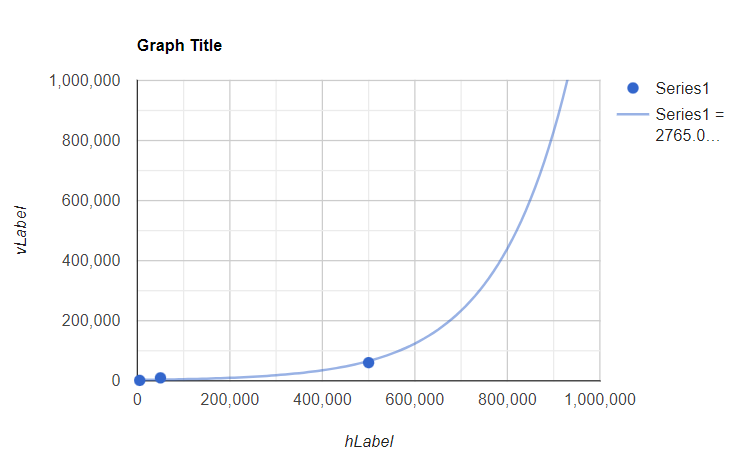 Graph Title
1,000,000
800,000
600,000
400,000
200,000
0
vLabel
0 200,000 400,000 600,000 800,000 1,000,000
hLabel
Series1
Series1 =
2765.0...